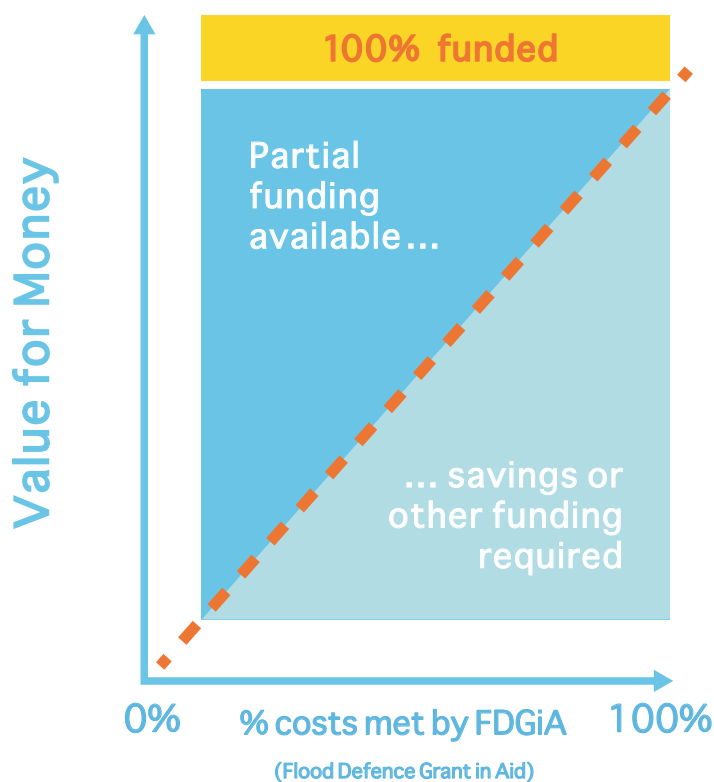 100% funded
Partial
funding
available...
Value for Money
... savings or
other funding
required
0%
% costs met by FDGiA
100%
(Flood Defence Grant in Aid)